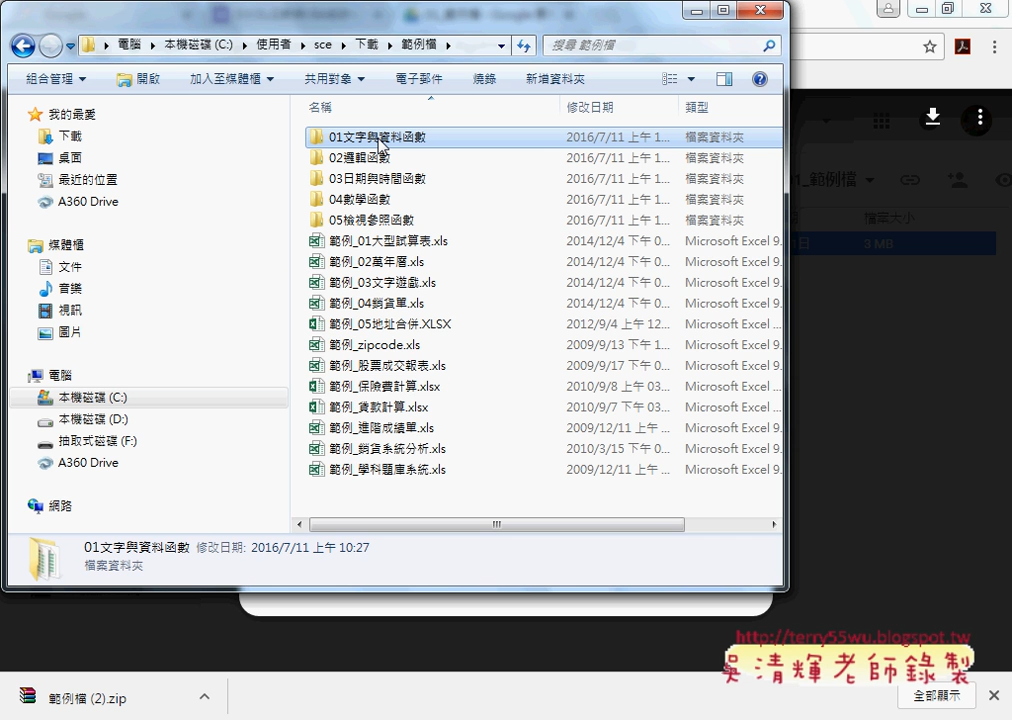 電腦 本機磁碟 (C:) 使用者 sce 下載 範例檔
搜尋 範例檔
組合管理 開啟 加入至媒體櫃 共用對象 電子郵件 燒錄 新增資料夾
我的最愛
下載
桌面
最近的位置
A360 Drive
媒體櫃
文件
音樂
視訊
圖片
電腦
本機磁碟 (C:)
本機磁碟 (D:)
抽取式磁碟 (F:)
A360 Drive
網路
名稱 修改日期 類型
01文字與資料函數 2016/7/11 上午 1... 檔案資料夾
02邏輯函數 2016/7/11 上午 1... 檔案資料夾
03日期與時間函數 2016/7/11 上午 1... 檔案資料夾
04數學函數 2016/7/11 上午 1... 檔案資料夾
05檢視參照函數 2016/7/11 上午 1... 檔案資料夾
範例_01大型試算表.xls 2014/12/4 下午 0... Microsoft Excel 9.
範例_02萬年曆.xls 2014/12/4 下午 0... Microsoft Excel 9.
範例_03文字遊戲.xls 2014/12/4 下午 0... Microsoft Excel 9.
範例_04銷貨單.xls 2014/12/4 下午 0... Microsoft Excel 9.
範例_05地址合併.XLSX 2012/9/4 上午 12... Microsoft Excel ...
範例_zipcode.xls 2009/9/13 下午 1... Microsoft Excel 9.
範例_股票成交報表.xls 2009/9/17 下午 0... Microsoft Excel 9.
範例_保險費計算.xlsx 2010/9/8 上午 03... Microsoft Excel ...
範例_貸款計算.xlsx 2010/9/7 下午 03... Microsoft Excel ...
範例_進階成績單.xls 2009/12/11 上午 ... Microsoft Excel 9.
範例_銷貨系統分析.xls 2010/3/15 下午 0... Microsoft Excel 9.
範例_學科題庫系統.xls 2009/12/11 上午 ... Microsoft Excel 9.
01文字與資料函數 修改日期: 2016/7/11 上午 10:27
檔案資料夾
_範例檔
檔案大小
日 3 MB
http://terry55wu.blogspot.tw
吳清輝老師錄製
範例檔 (2).zip
全部顯示